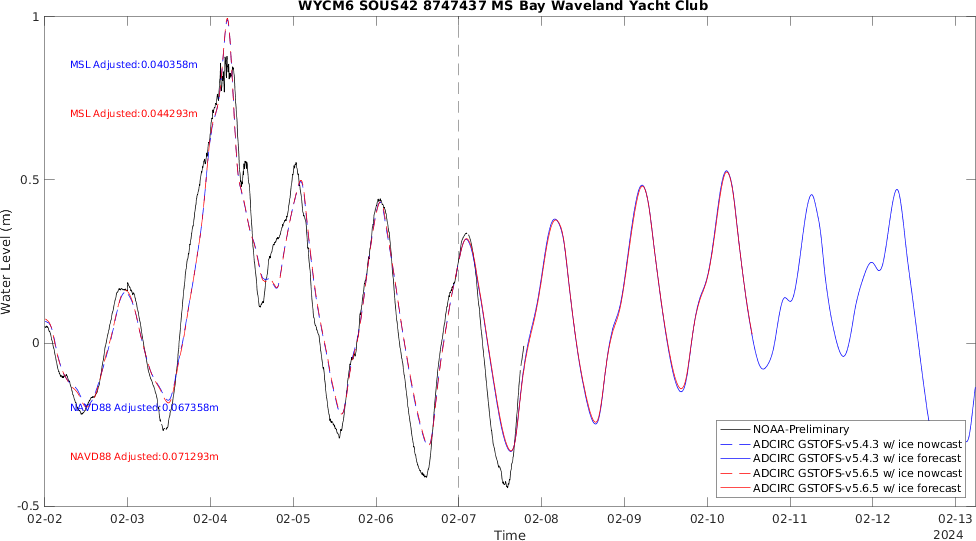 WYCM6 SOUS42 8747437 MS Bay Waveland Yacht Club
1
0.5
0
-0.5
Water Level (m)
MSL Adjusted:0.040358m
MSL Adjusted:0.044293m
NAVD88 Adjusted:0.067358m
NAVD88 Adjusted:0.071293m
NOAA-Preliminary
ADCIRC GSTOFS-v5.4.3 w/ ice nowcast
ADCIRC GSTOFS-v5.4.3 w/ ice forecast
ADCIRC GSTOFS-v5.6.5 w/ ice nowcast
ADCIRC GSTOFS-v5.6.5 w/ ice forecast
02-02 02-03 02-04 02-05 02-06 02-07 02-08 02-09 02-10 02-11 02-12 02-13
Time
2024